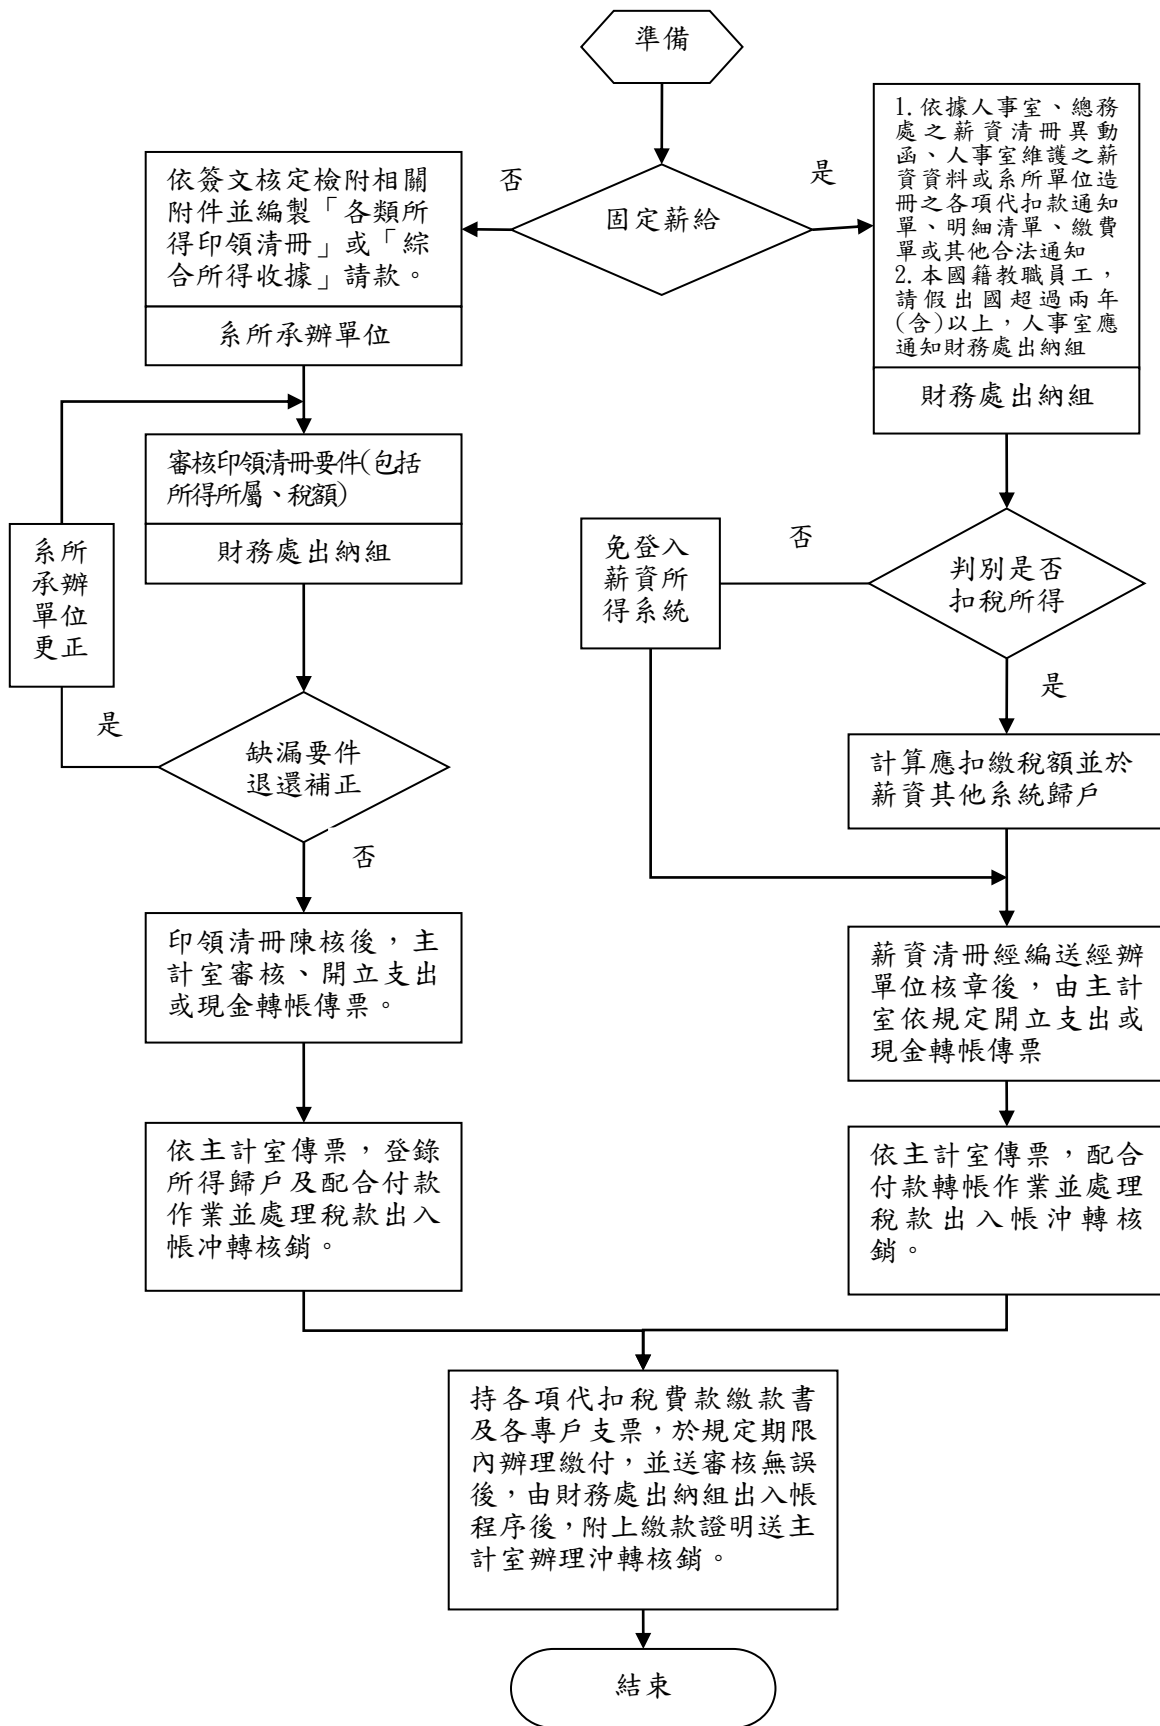 準備
固定薪給
否
是
依簽文核定檢附相關
附件並編製「各類所
得印領清冊」或「綜
合所得收據」請款。
系所承辦單位
審核印領清冊要件(包括
所得所屬、稅額)
財務處出納組
系所
承辦
單位
更正
是
缺漏要件
退還補正
否
印領清冊陳核後，主
計室審核、開立支出
或現金轉帳傳票。
依主計室傳票，登錄
所得歸戶及配合付款
作業並處理稅款出入
帳沖轉核銷。
1.依據人事室、總務
處之薪資清冊異動
函、人事室維護之薪
資資料或系所單位造
冊之各項代扣款通知
單、明細清單、繳費
單或其他合法通知
2.本國籍教職員工，
請假出國超過兩年
(含)以上，人事室應
通知財務處出納組
財務處出納組
判別是否
扣稅所得
否
免登入
薪資所
得系統
是
計算應扣繳稅額並於
薪資其他系統歸戶
薪資清冊經編送經辦
單位核章後，由主計
室依規定開立支出或
現金轉帳傳票
依主計室傳票，配合
付款轉帳作業並處理
稅款出入帳沖轉核
銷。
持各項代扣稅費款繳款書
及各專戶支票，於規定期限
內辦理繳付，並送審核無誤
後，由財務處出納組出入帳
程序後，附上繳款證明送主
計室辦理沖轉核銷。
結束